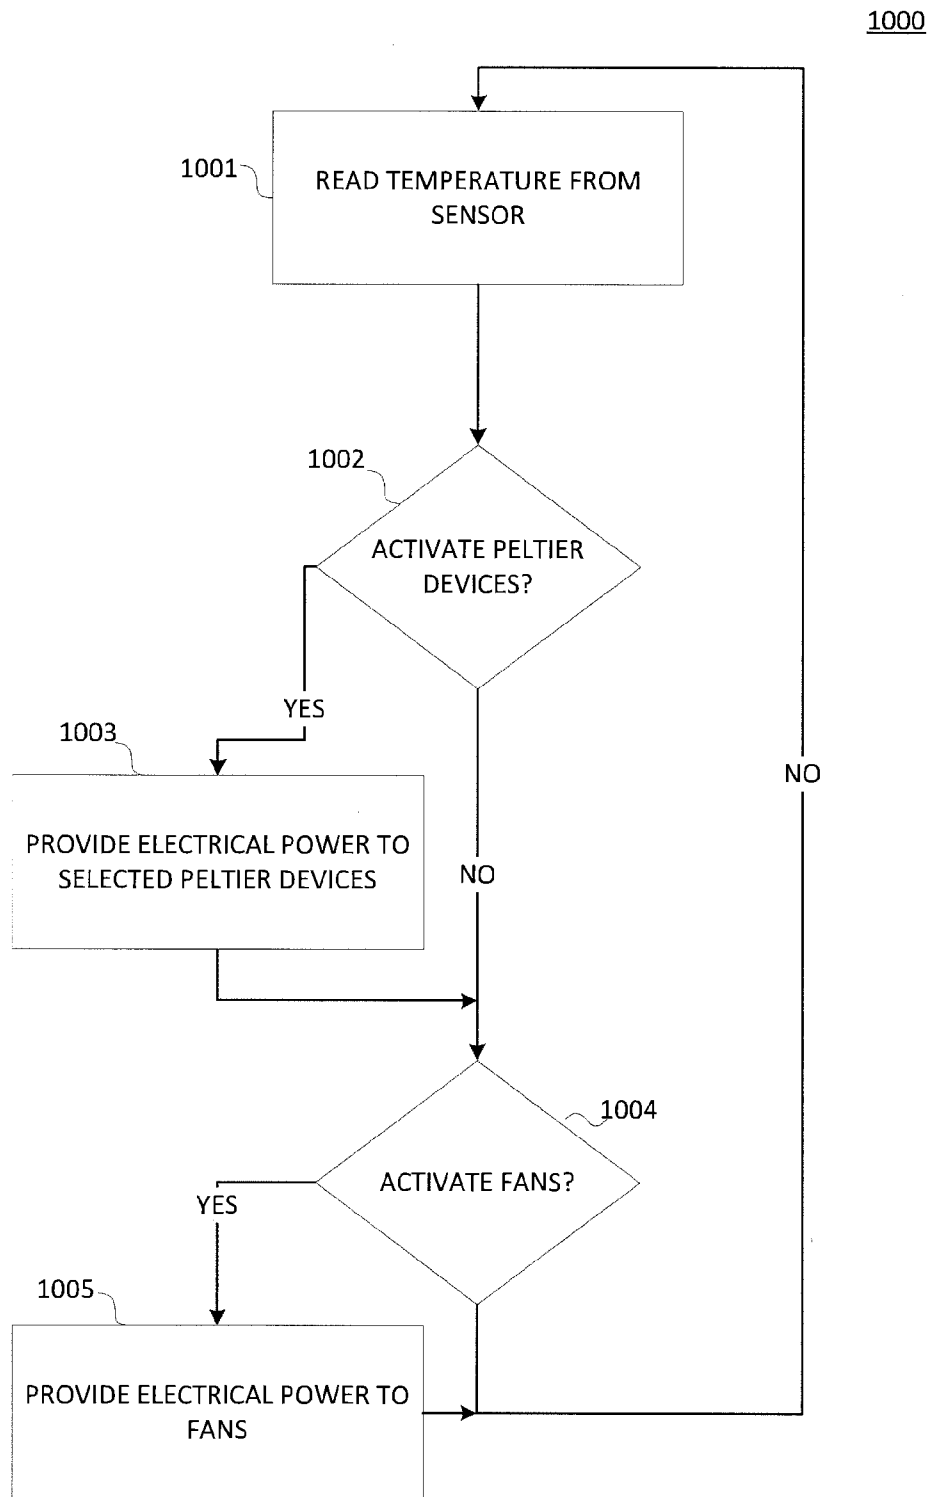 1000
1001
READ TEMPERATURE FROM
SENSOR
1002
ACTIVATE PELTIER
DEVICES?
YES
1003
NO
PROVIDE ELECTRICAL POWER TO
SELECTED PELTIER DEVICES
NO
1004
ACTIVATE FANS?
YES
1005
PROVIDE ELECTRICAL POWER TO
FANS